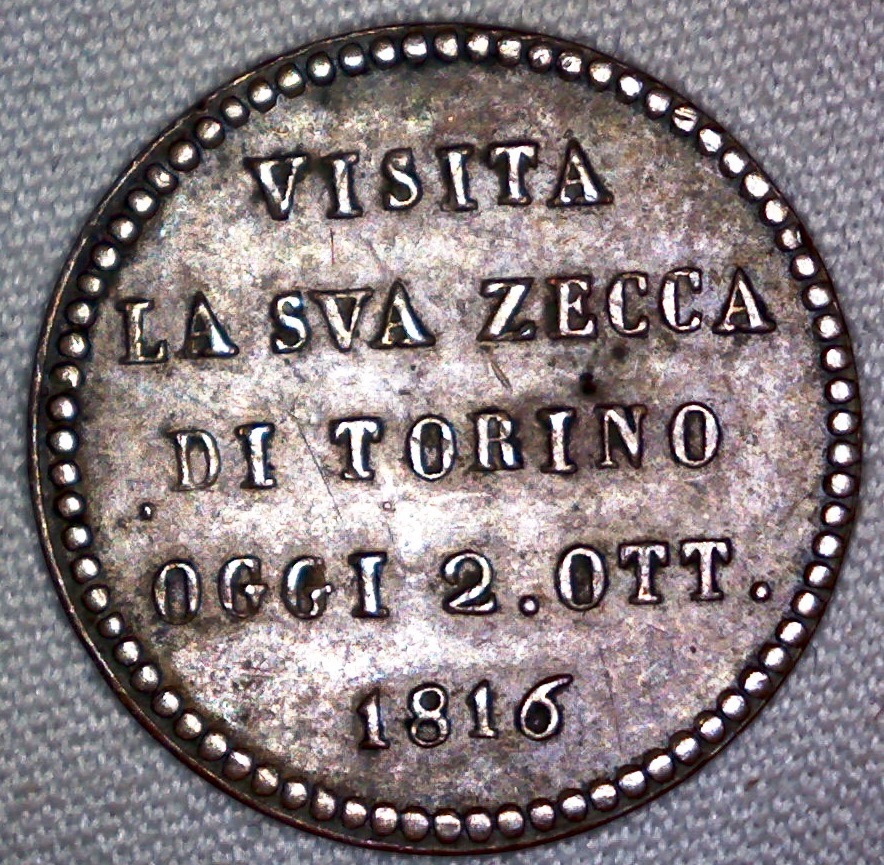 VISITA
LA SVA ZECCA
DI TORINO
OGGI 2. OTT.
1816